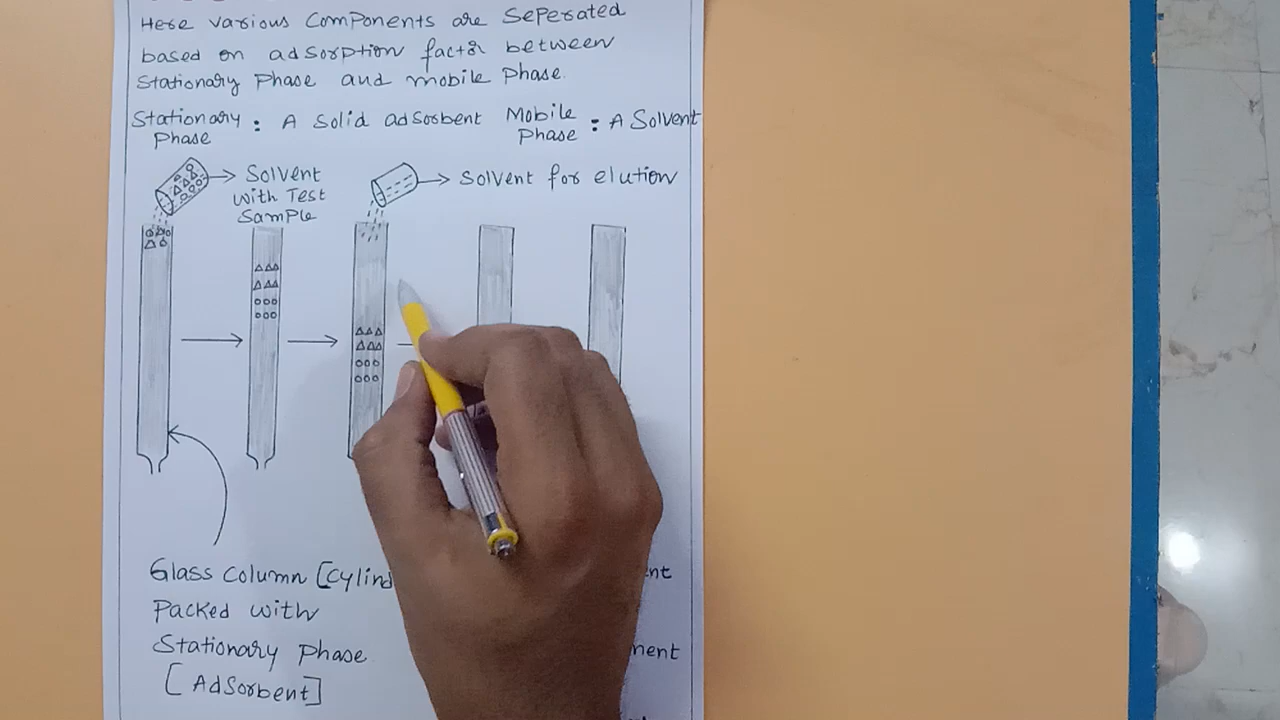 Here various components are seperated
based on adsorption factor between
Stationary Phase and mobile Phase.
Stationary Phase : A Solid adsorbent
Mobile Phase : A Solvent
Solvent
with Test
Sample
Solvent for elution
Glass column [Cylind
Packed with
Stationary Phase
[Adsorbent]
ent
nent